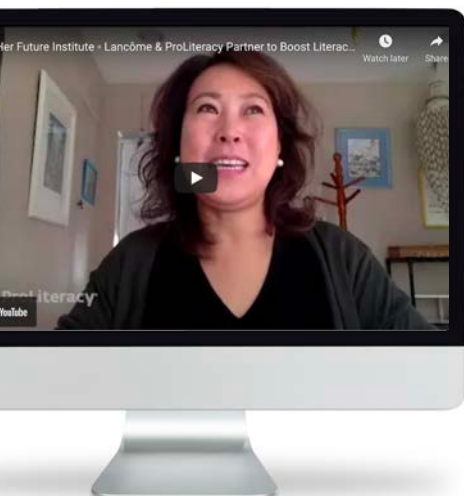 Her Future Institute - Lancôme & ProLiteracy Partner to Boost Literac...
Watch later
Share
ProLiteracy
YouTube